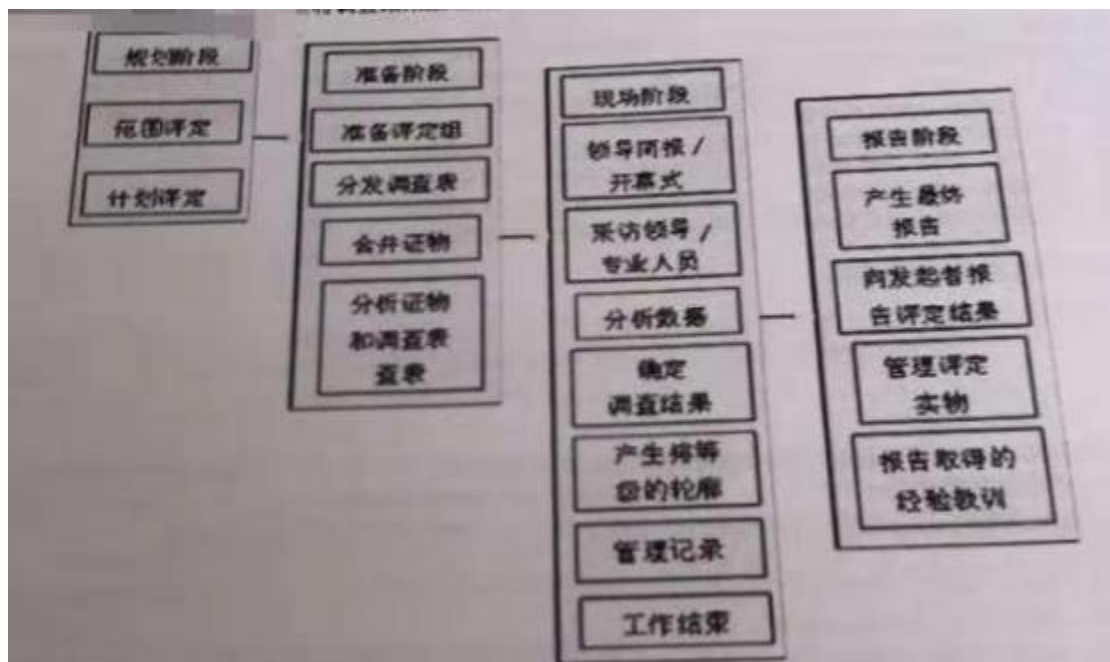 规划阶段
范围评定
计划评定
准备阶段
准备评定组
分发调查表
合并证物
分析证物
和调查表
查表
现场阶段
领导简报/
开幕式
采访领导/
专业人员
分析数据
确定
调查结果
产生
级的轮廓
管理记录
工作结束
报告阶段
产生最终
报告
向发起者报
告评定结果
管理评定
实物
报告取得的
经验教训